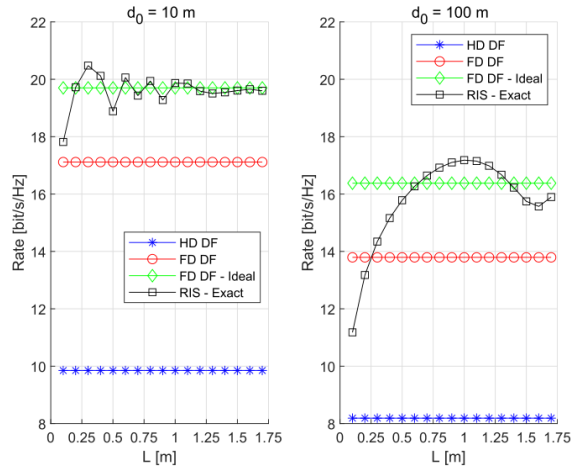 d0 = 10 m
Rate [bit/s/Hz]
22
20
18
16
14
12
10
8
HD DF
FD DF
FD DF - Ideal
RIS - Exact
0 0.25 0.5 0.75 1 1.25 1.5 1.75
L [m]
d0 = 100 m
Rate [bit/s/Hz]
22
20
18
16
14
12
10
8
HD DF
FD DF
FD DF - Ideal
RIS - Exact
0 0.25 0.5 0.75 1 1.25 1.5 1.75
L [m]